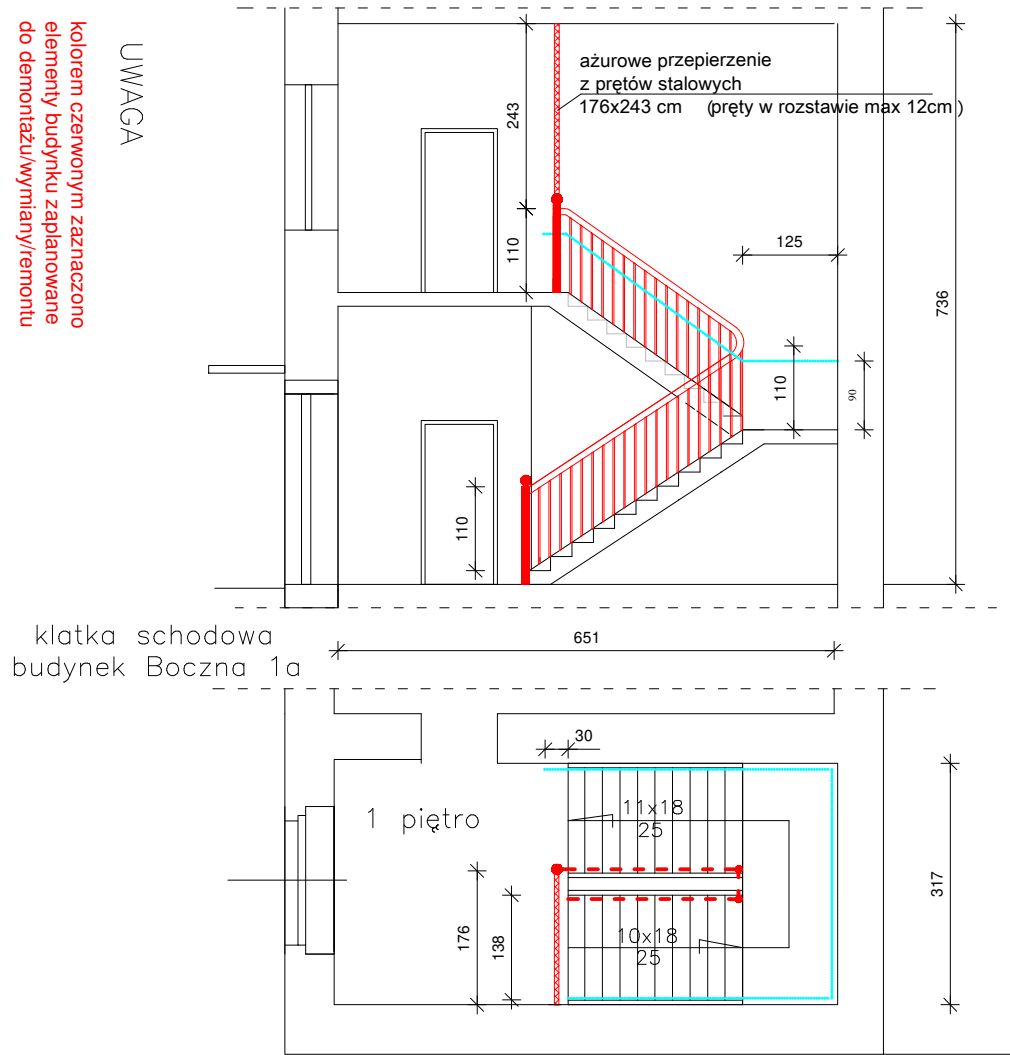 UWAGA
kolorem czerwonym zaznaczono
elementy budynku zaplanowane
do demontażu/wymiany/remontu
ażurowe przepierzenie
z prętów stalowych
176x243 cm (pręty w rozstawie max 12cm )
243
110
125
736
110
90
110
klatka schodowa
budynek Boczna 1a
651
30
1 piętro
11x18
25
317
176
138
10x18
25